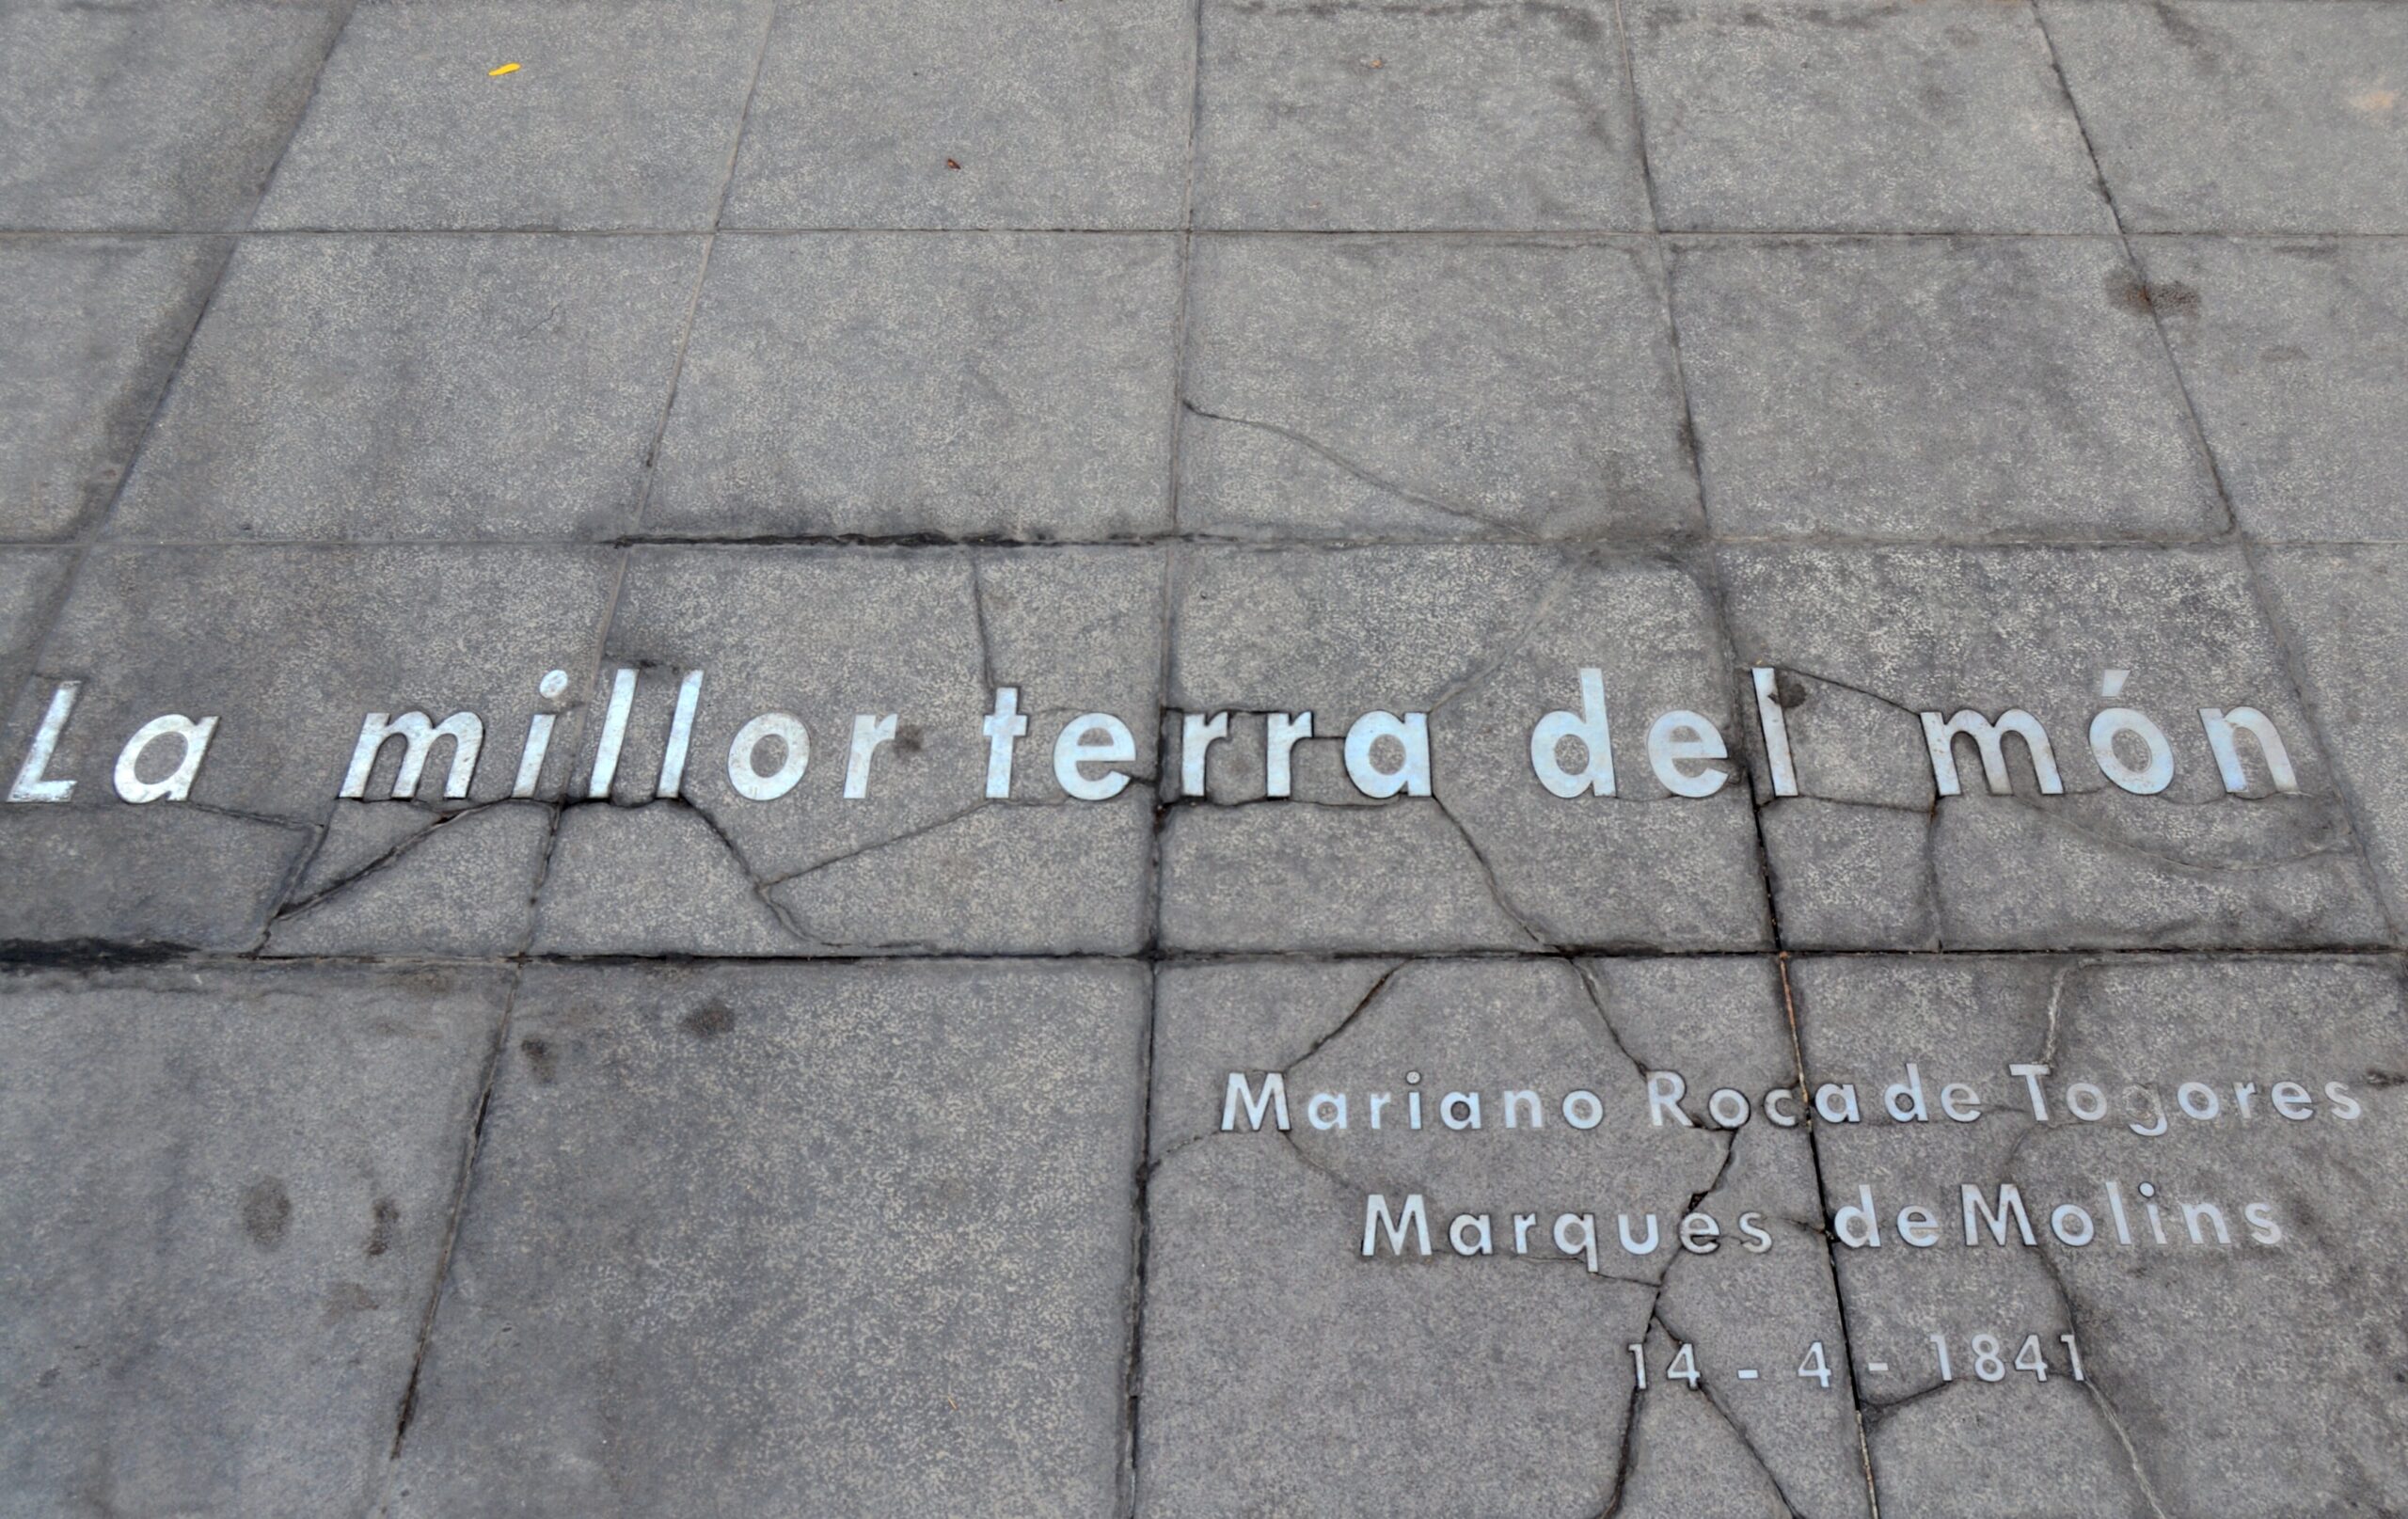 La millor terra del món
Mariano Roca de Togores
Marques de Molins
14 - 4 - 1841